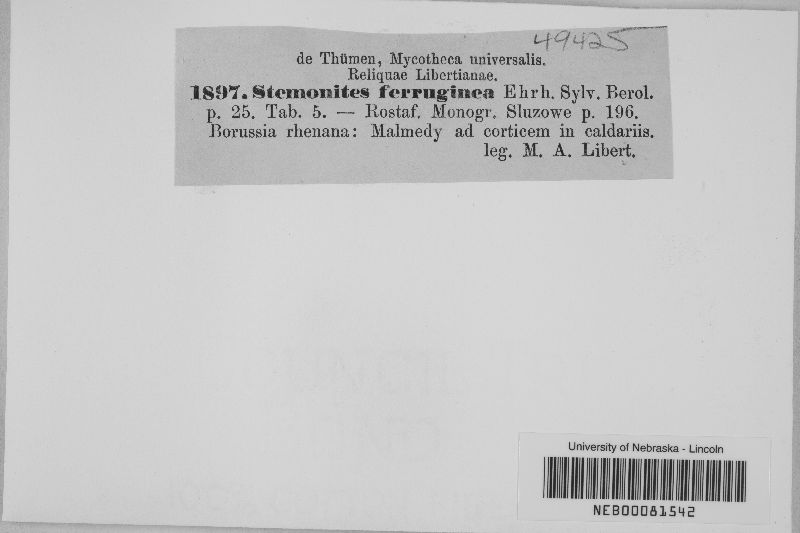 49425
de Thümen, Mycotheca universalis.
Reliquae Libertianae.
1897. Stemonites ferruginea Ehrh. Sylv. Berol.
p. 25. Tab. 5. — Rostaf. Monogr. Sluzowe p. 196.
Borussia rhenana: Malmedy ad corticem in caldariis.
leg. M. A. Libert.
University of Nebraska - Lincoln
NEB00081542